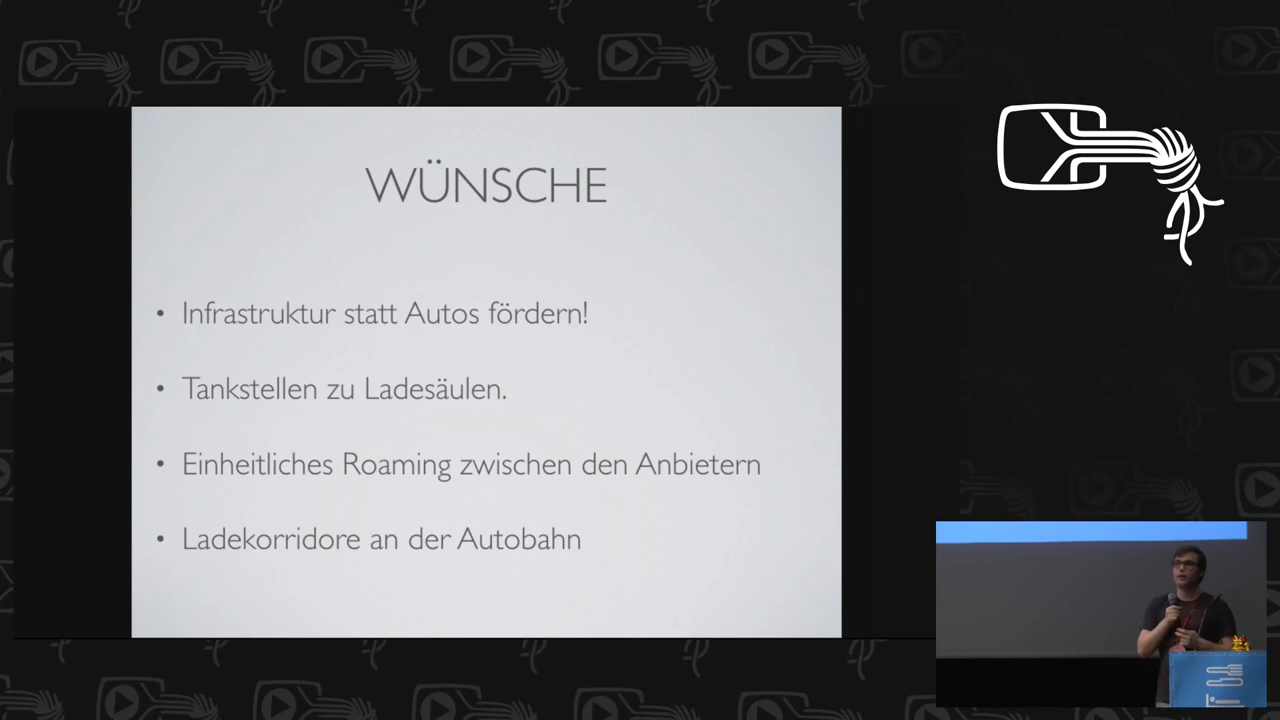 WÜNSCHE
• Infrastruktur statt Autos fördern!
• Tankstellen zu Ladesäulen.
• Einheitliches Roaming zwischen den Anbietern
• Ladekorridore an der Autobahn